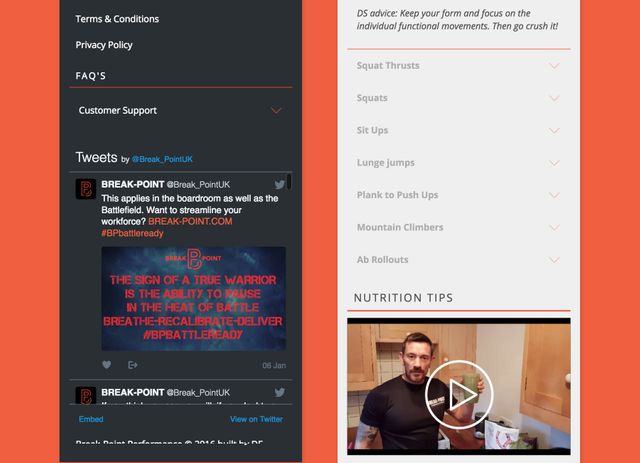 Terms & Conditions
Privacy Policy
FAQ'S
Customer Support
Tweets by @Break_PointUK
BREAK-POINT @Break_PointUK
This applies in the boardroom as well as the
Battlefield. Want to streamline your
workforce? BREAK-POINT.COM
#BPbattleready
BREAK POINT
THE SIGN OF A TRUE WARRIOR
IS THE ABILITY TO PAUSE
IN THE HEAT OF BATTLE
BREATHE-RECALIBRATE-DELIVER
#BPBATTLEREADY
06 Jan
BREAK-POINT @Break_PointUK
Embed
View on Twitter
Break Point Performance © 2016 built by DF
DS advice: Keep your form and focus on the
individual functional movements. Then go crush it!
Squat Thrusts
Squats
Sit Ups
Lunge jumps
Plank to Push Ups
Mountain Climbers
Ab Rollouts
NUTRITION TIPS